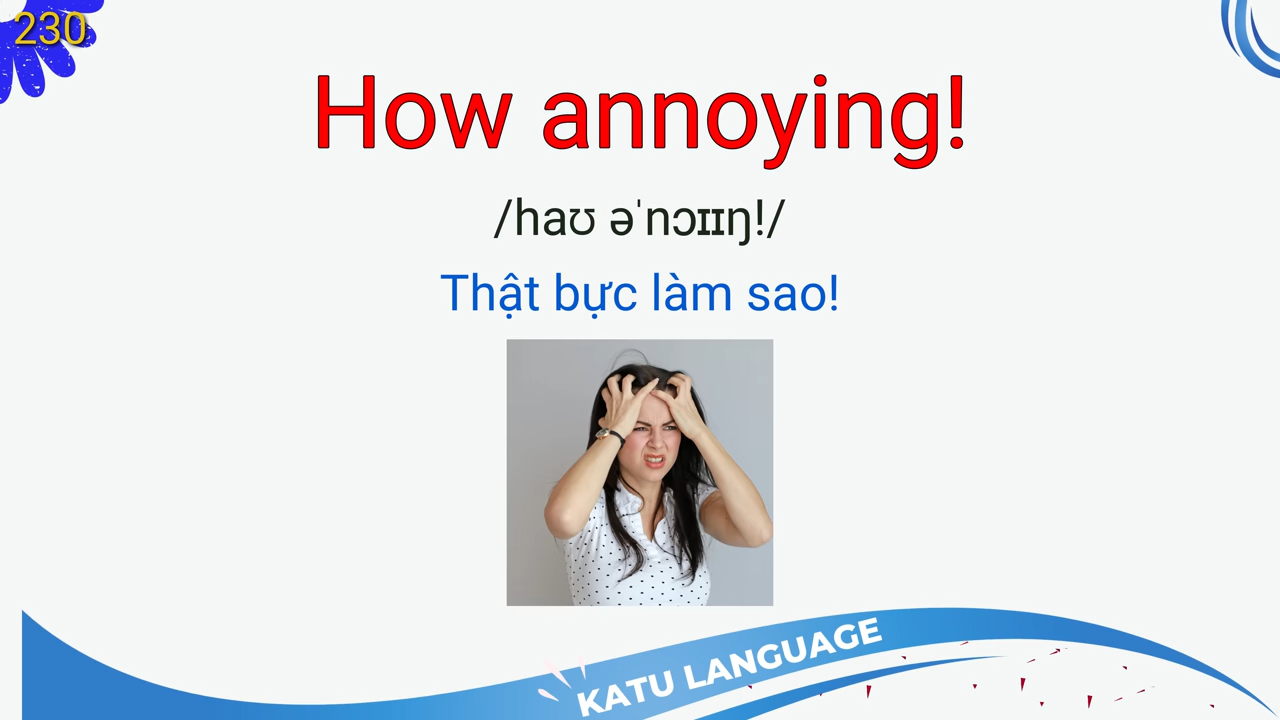 230
How annoying!
/haʊ əˈnɔɪɪŋ!/
Thật bực làm sao!
KATU LANGUAGE